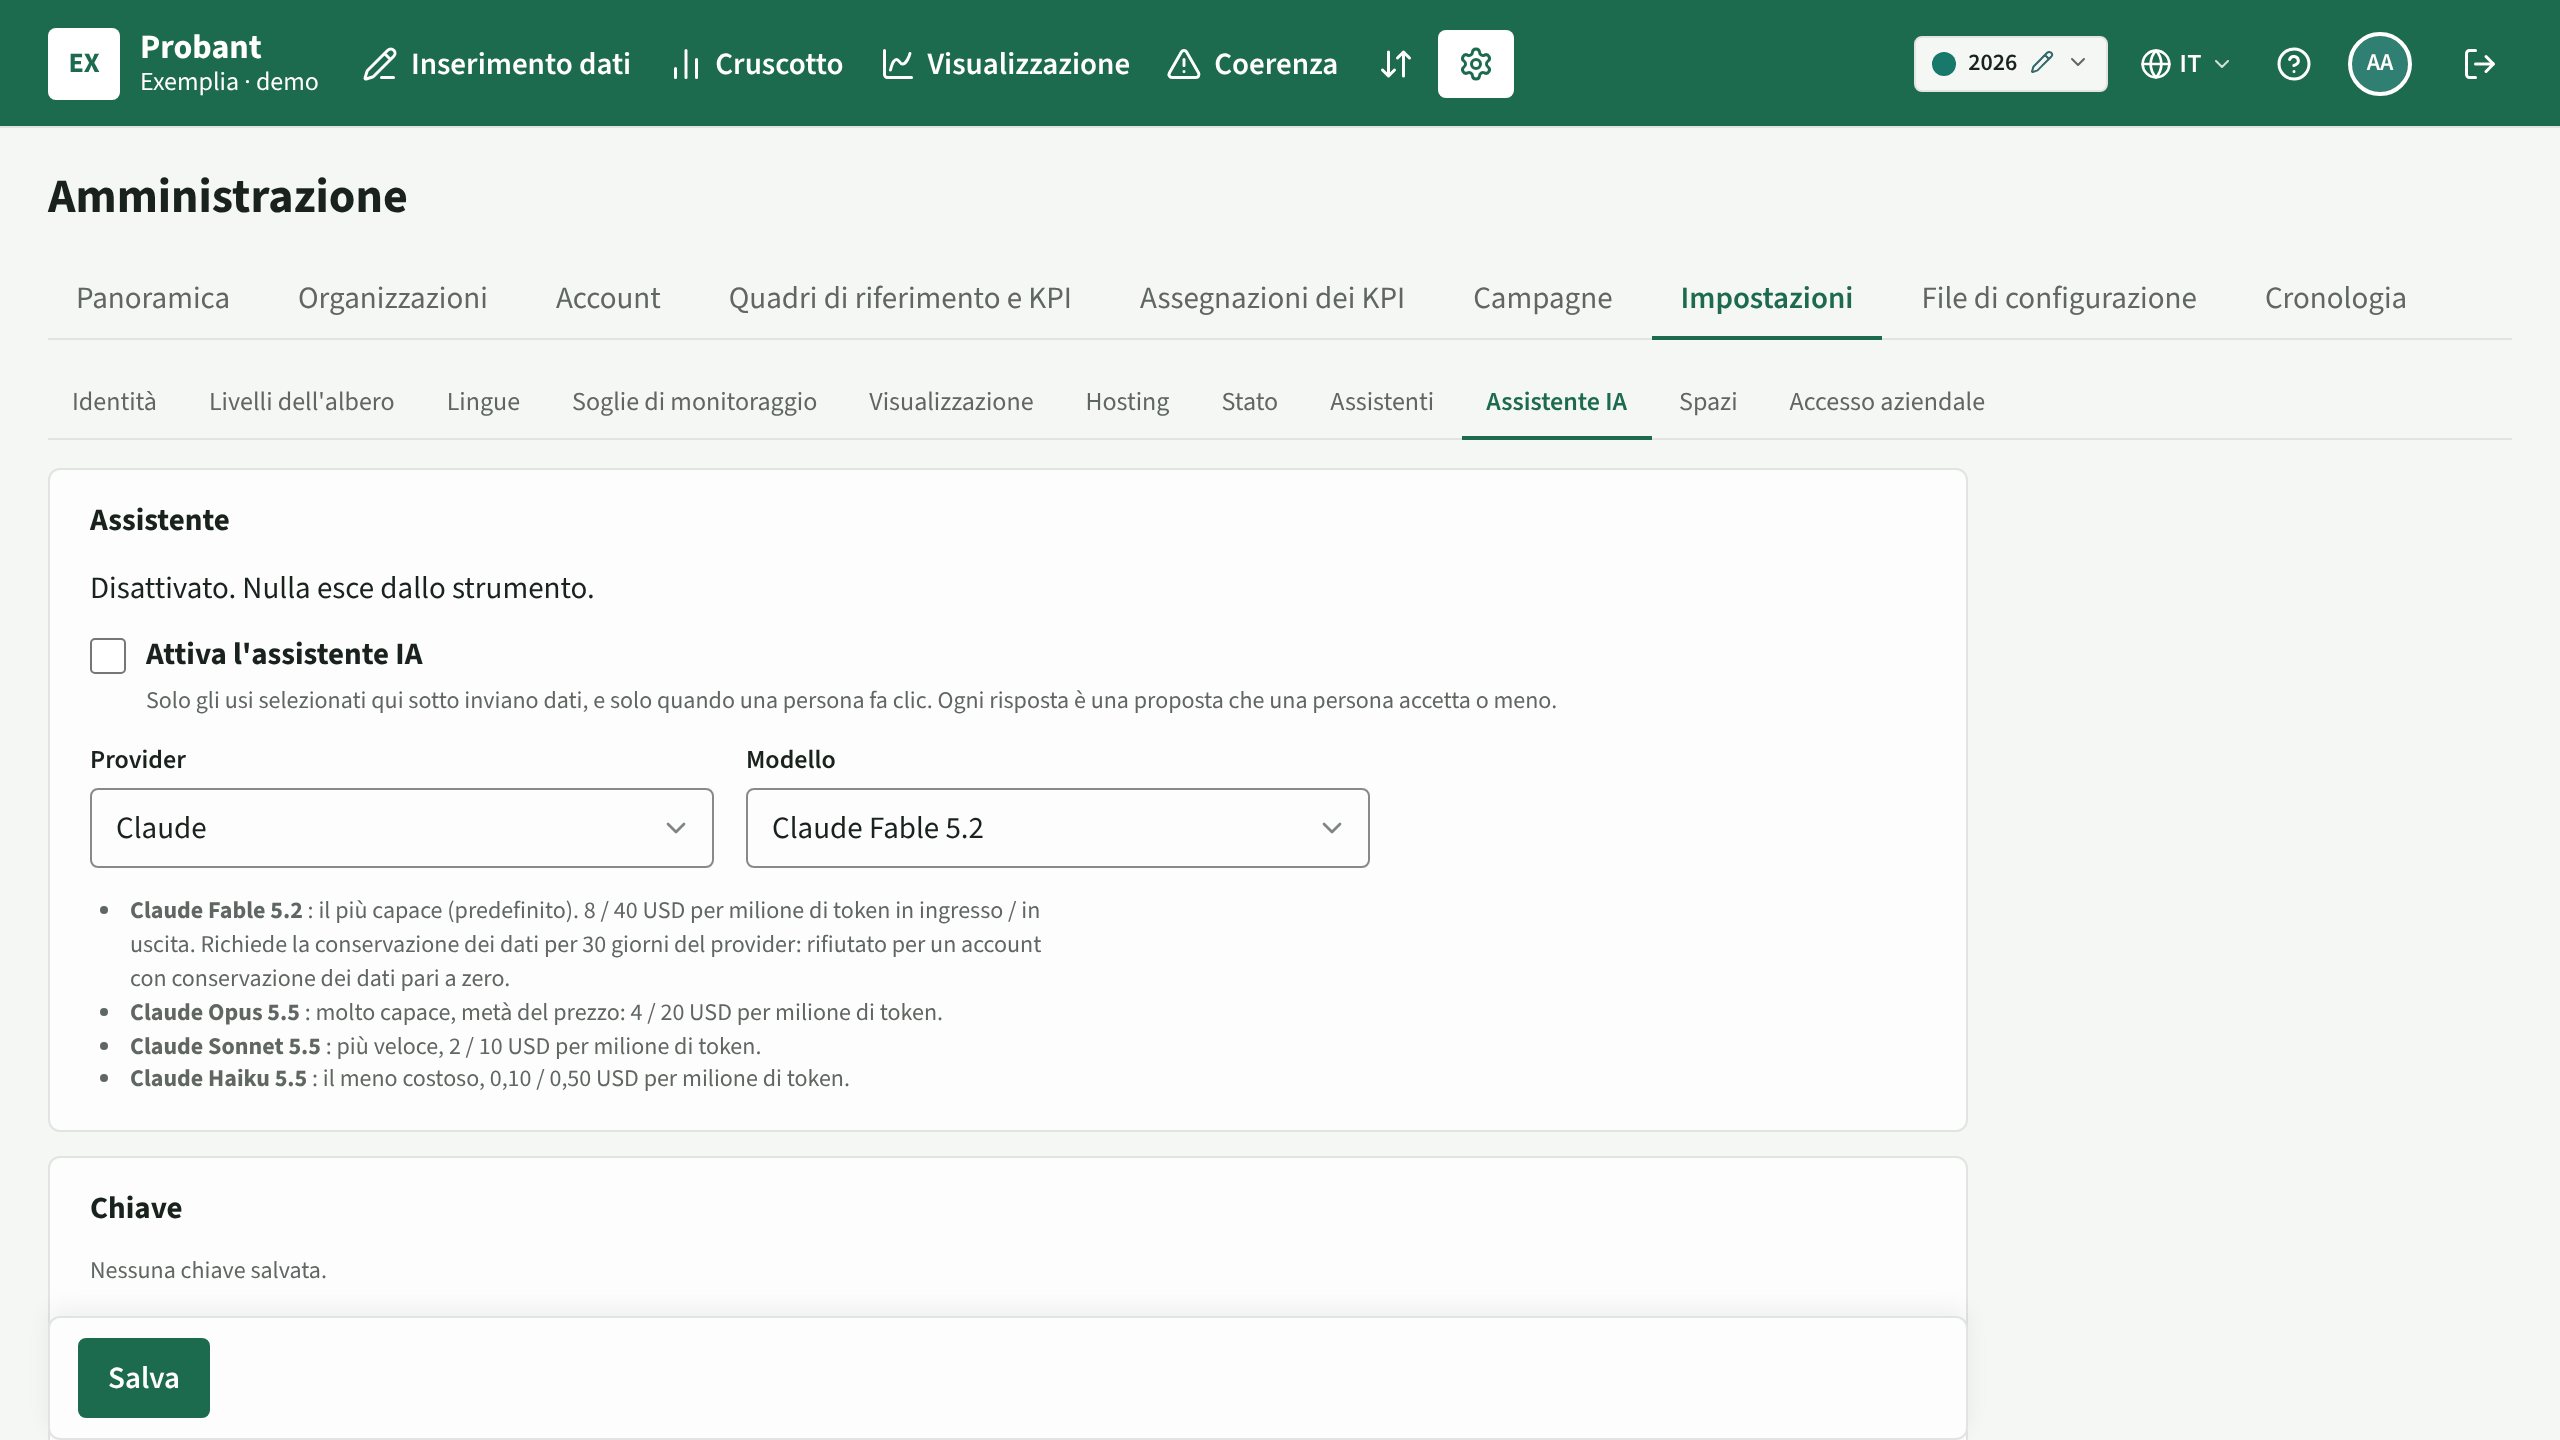 EX
Probant
Exemplia · demo
Inserimento dati
Cruscotto
Visualizzazione
Coerenza
2026
IT
AA
Amministrazione
Panoramica
Organizzazioni
Account
Quadri di riferimento e KPI
Assegnazioni dei KPI
Campagne
Impostazioni
File di configurazione
Cronologia
Identità
Livelli dell'albero
Lingue
Soglie di monitoraggio
Visualizzazione
Hosting
Stato
Assistenti
Assistente IA
Spazi
Accesso aziendale
Assistente
Disattivato. Nulla esce dallo strumento.
Attiva l'assistente IA
Solo gli usi selezionati qui sotto inviano dati, e solo quando una persona fa clic. Ogni risposta è una proposta che una persona accetta o meno.
Provider
Modello
Claude
Claude Fable 5.2
• Claude Fable 5.2 : il più capace (predefinito). 8 / 40 USD per milione di token in ingresso / in
uscita. Richiede la conservazione dei dati per 30 giorni del provider: rifiutato per un account
con conservazione dei dati pari a zero.
• Claude Opus 5.5 : molto capace, metà del prezzo: 4 / 20 USD per milione di token.
• Claude Sonnet 5.5 : più veloce, 2 / 10 USD per milione di token.
• Claude Haiku 5.5 : il meno costoso, 0,10 / 0,50 USD per milione di token.
Chiave
Nessuna chiave salvata.
Salva